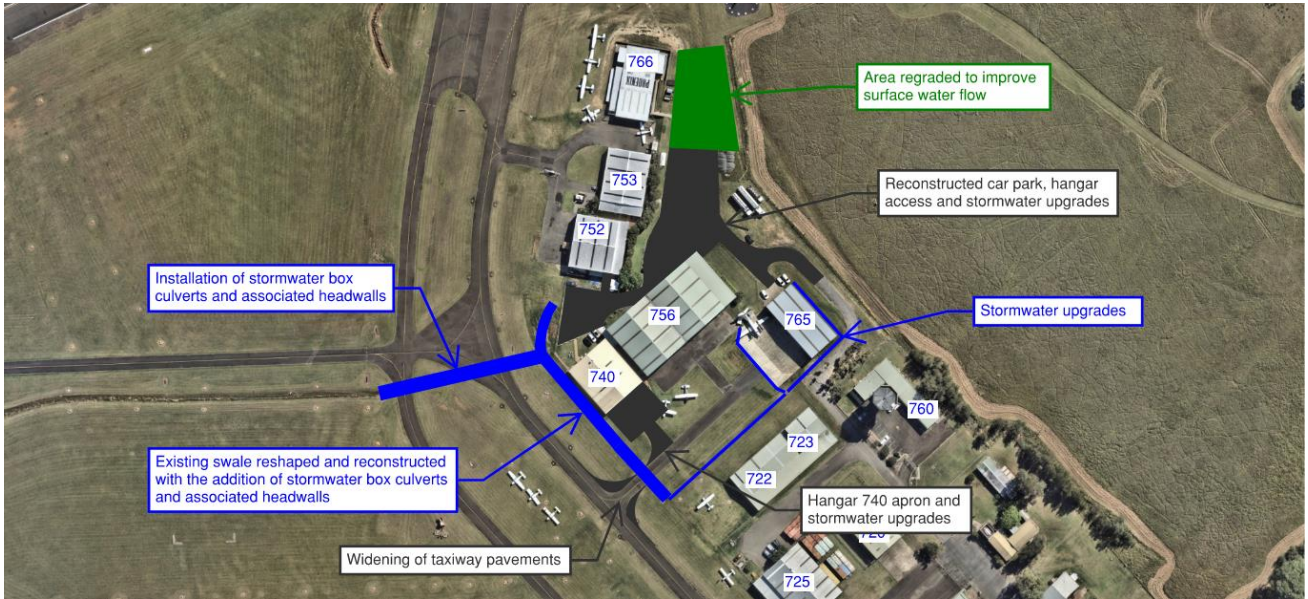 766
PHOENIX
Area regraded to improve
surface water flow
753
Reconstructed car park, hangar
access and stormwater upgrades
752
Installation of stormwater box
culverts and associated headwalls
756
765
Stormwater upgrades
740
760
723
Existing swale reshaped and reconstructed
with the addition of stormwater box culverts
and associated headwalls
722
Hangar 740 apron and
stormwater upgrades
Widening of taxiway pavements
725